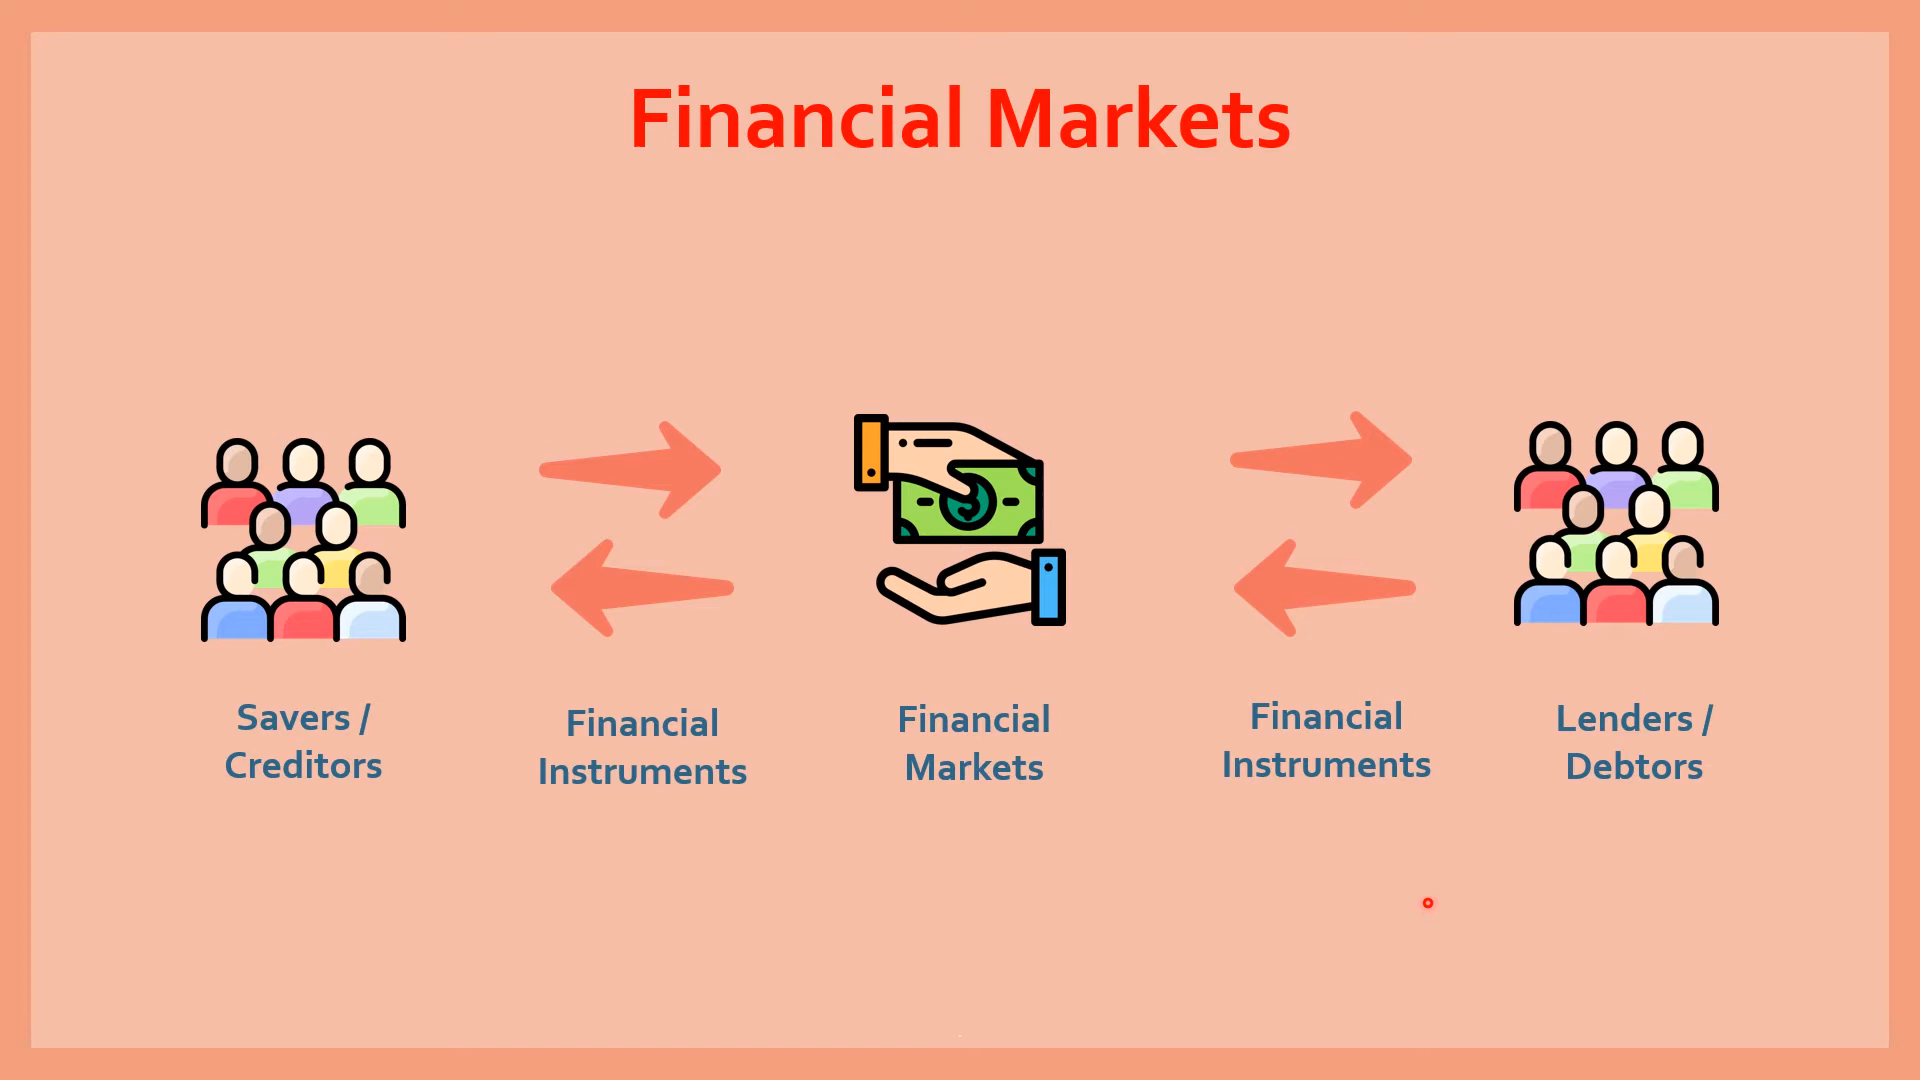 Financial Markets
Savers /
Creditors
Financial
Instruments
Financial
Markets
Financial
Instruments
Lenders /
Debtors